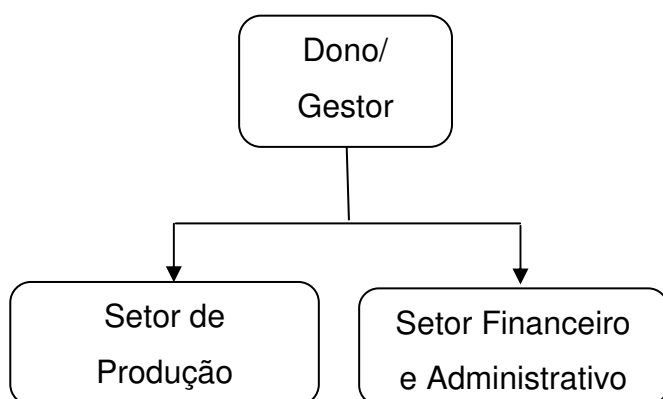 Dono/
Gestor
Setor de
Produção
Setor Financeiro
e Administrativo